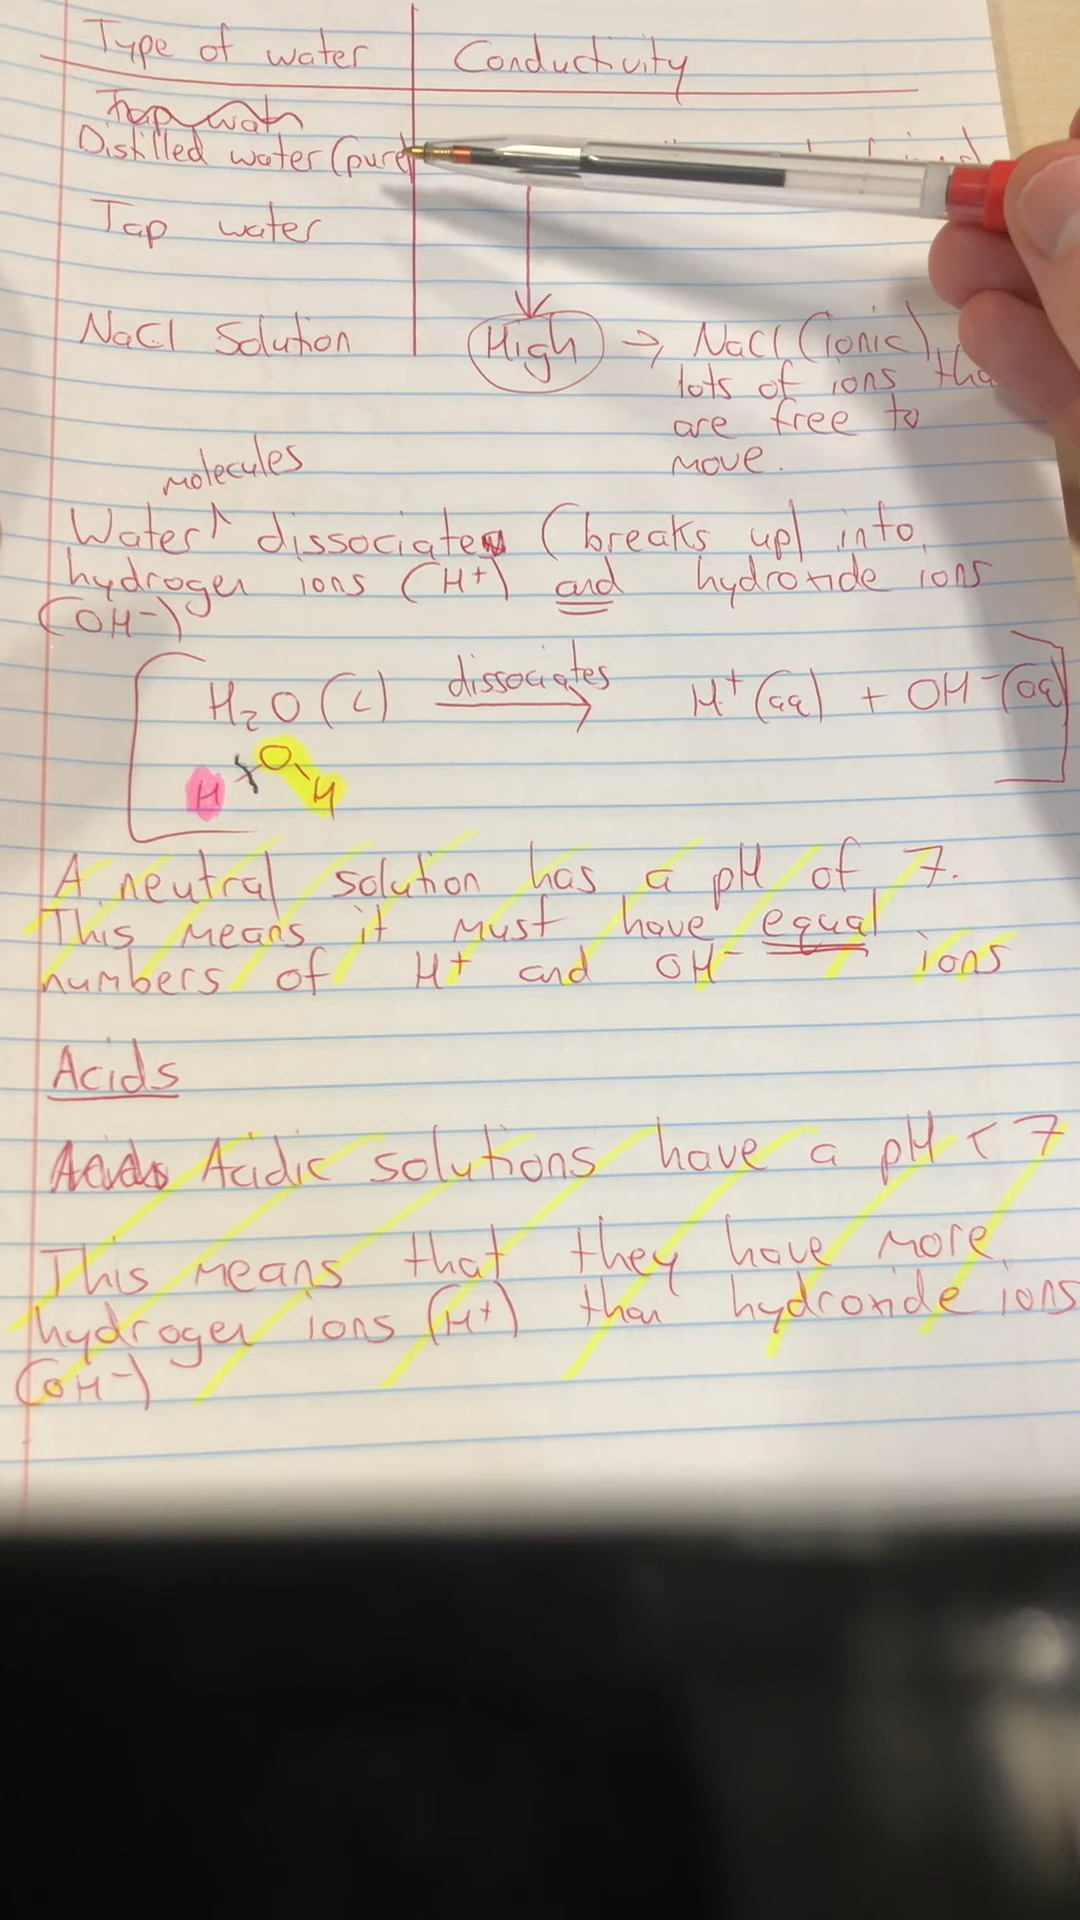 Type of water Conductivity
Tap wat
Distilled water (pure)
Tap water
NaCl Solution High → NaCl (ionic),
lots of ions tha
are free to
move.
molecules
Water ^ dissociate (breaks up) into
hydrogen ions (H+) and hydroxide ions
(OH-)
H2O (l) dissociates → H+ (aq) + OH- (aq)
H O H
A neutral solution has a pH of 7.
This means it must have equal
numbers of H+ and OH- ions
Acids
Acids Acidic solutions have a pH < 7
This means that they have more
hydrogen ions (H+) than hydroxide ions
(OH-)